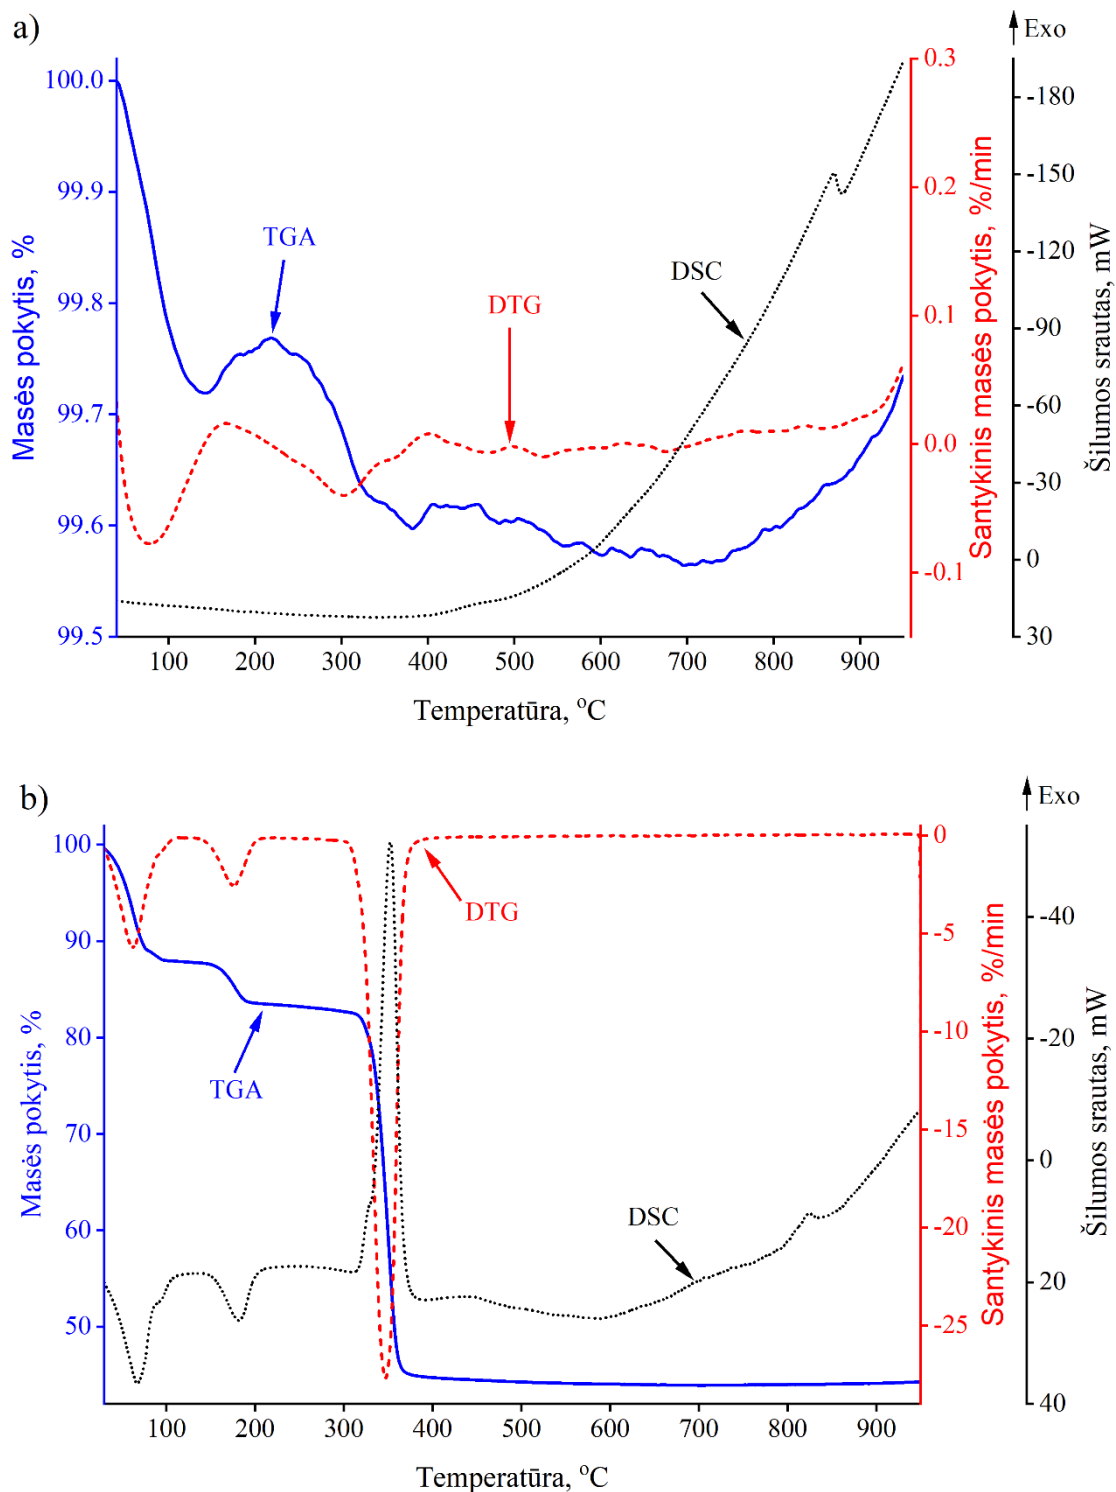 a)
Exo
100.0
99.9
99.8
99.7
99.6
99.5
Masės pokytis, %
TGA
DTG
DSC
0.3
0.2
0.1
0.0
-0.1
Santykinis masės pokytis, %/min
-180
-150
-120
-90
-60
-30
0
30
Šilumos srautas, mW
100 200 300 400 500 600 700 800 900
Temperatūra, °C
b)
Exo
100
90
80
70
60
50
Masės pokytis, %
DTG
TGA
DSC
0
-5
-10
-15
-20
-25
Santykinis masės pokytis, %/min
-40
-20
0
20
40
Šilumos srautas, mW
100 200 300 400 500 600 700 800 900
Temperatūra, °C